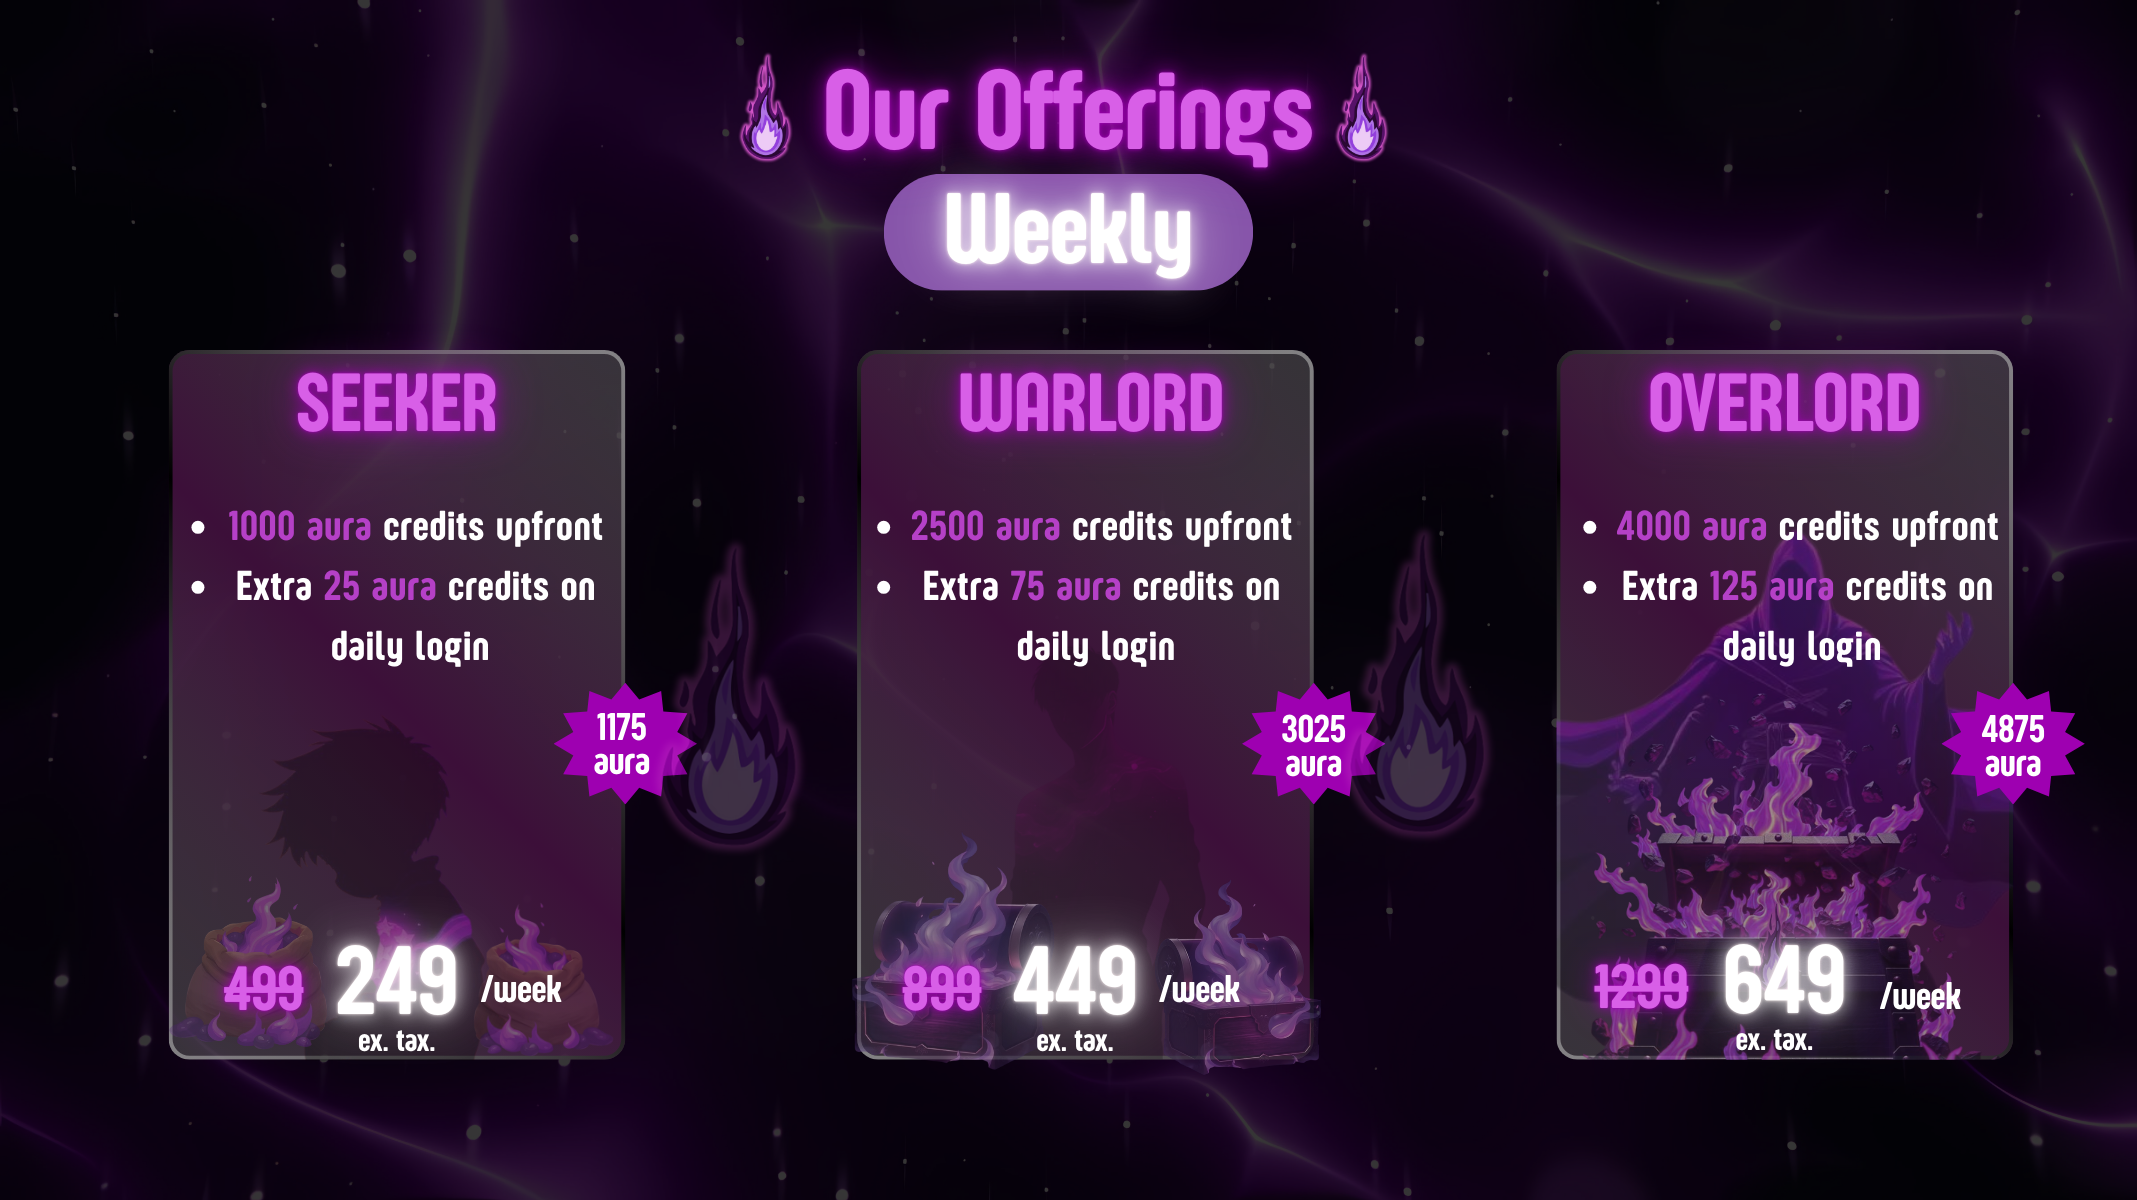 Our Offerings
Weekly
SEEKER
• 1000 aura credits upfront
• Extra 25 aura credits on
daily login
1175
aura
499 249 /week
ex. tax.
WARLORD
• 2500 aura credits upfront
• Extra 75 aura credits on
daily login
3025
aura
899 449 /week
ex. tax.
OVERLORD
• 4000 aura credits upfront
• Extra 125 aura credits on
daily login
4875
aura
1299 649 /week
ex. tax.